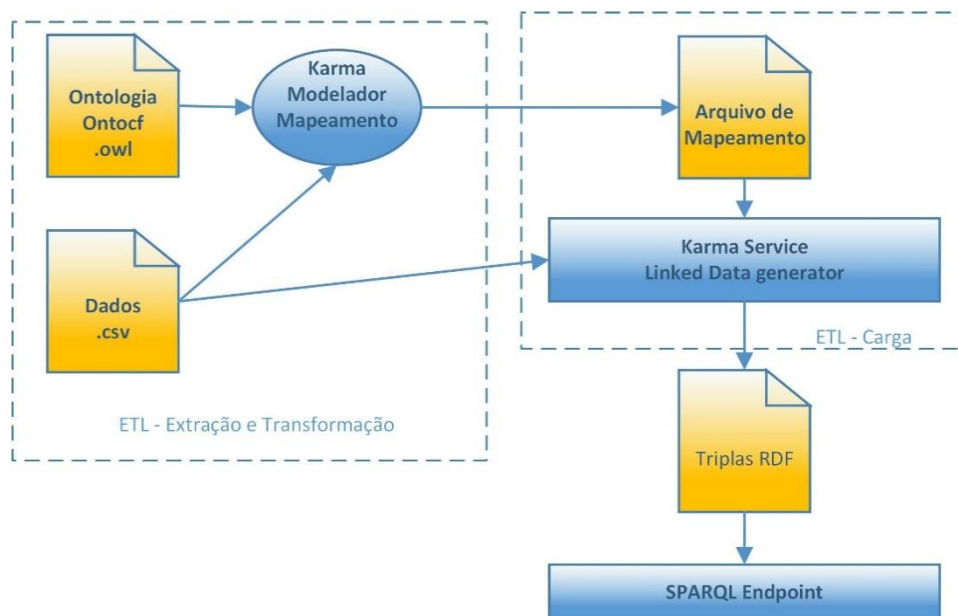 Ontologia
Ontocf
.owl
Karma
Modelador
Mapeamento
Arquivo de
Mapeamento
Dados
.csv
Karma Service
Linked Data generator
ETL - Extração e Transformação
ETL - Carga
Triplas RDF
SPARQL Endpoint